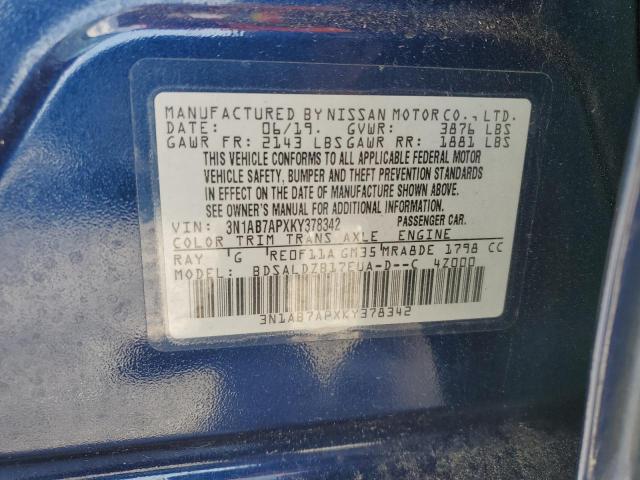 MANUFACTURED BY NISSAN MOTOR CO., LTD.
DATE: 06/19. GVWR: 3876 LBS
GAWR FR: 2143 LBS GAWR RR: 1881 LBS
THIS VEHICLE CONFORMS TO ALL APPLICABLE FEDERAL MOTOR
VEHICLE SAFETY, BUMPER AND THEFT PREVENTION STANDARDS
IN EFFECT ON THE DATE OF MANUFACTURE SHOWN ABOVE.
SEE OWNER'S MANUAL FOR ADDITIONAL INFORMATION.
VIN: 3N1AB7APXKY378342 PASSENGER CAR.
COLOR TRIM TRANS AXLE ENGINE
RAY G RE0F11A GM35 MRA8DE 1798 CC
MODEL: BDSALDZB17EUA-D--C 4Z000
3N1AB7APXKY378342